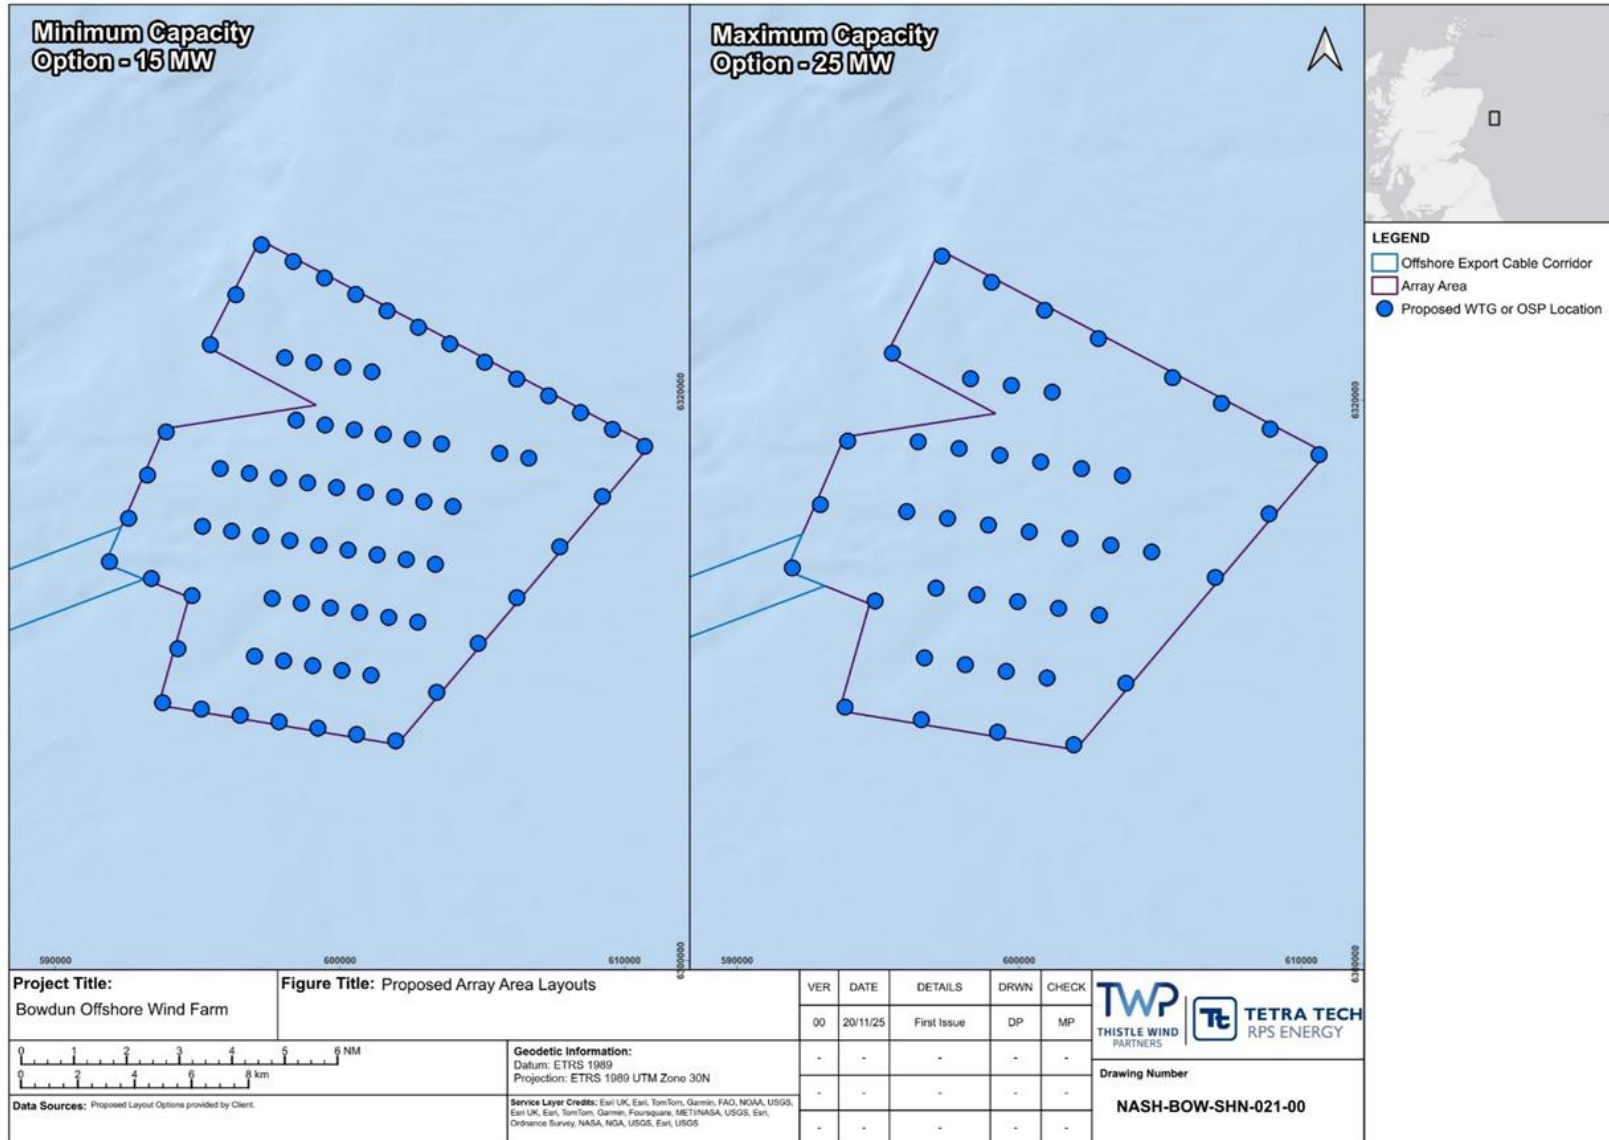 Minimum Capacity
Option - 15 MW
Maximum Capacity
Option - 25 MW
LEGEND
Offshore Export Cable Corridor
Array Area
Proposed WTG or OSP Location
6320000
6320000
6300000
6300000
590000
600000
610000
590000
600000
610000
Project Title:
Bowdun Offshore Wind Farm
Figure Title: Proposed Array Area Layouts
VER DATE DETAILS DRWN CHECK
00 20/11/25 First Issue DP MP
- - - - -
- - - - -
- - - - -
TWP
THISTLE WIND
PARTNERS
Tt
TETRA TECH
RPS ENERGY
0 1 2 3 4 5 6 NM
0 2 4 6 8 km
Geodetic Information:
Datum: ETRS 1989
Projection: ETRS 1989 UTM Zone 30N
Data Sources: Proposed Layout Options provided by Client.
Service Layer Credits: Esri UK, Esri, TomTom, Garmin, FAO, NOAA, USGS,
Esri UK, Esri, TomTom, Garmin, Foursquare, METI/NASA, USGS, Esri,
Ordnance Survey, NASA, NGA, USGS, Esri, USGS
Drawing Number
NASH-BOW-SHN-021-00